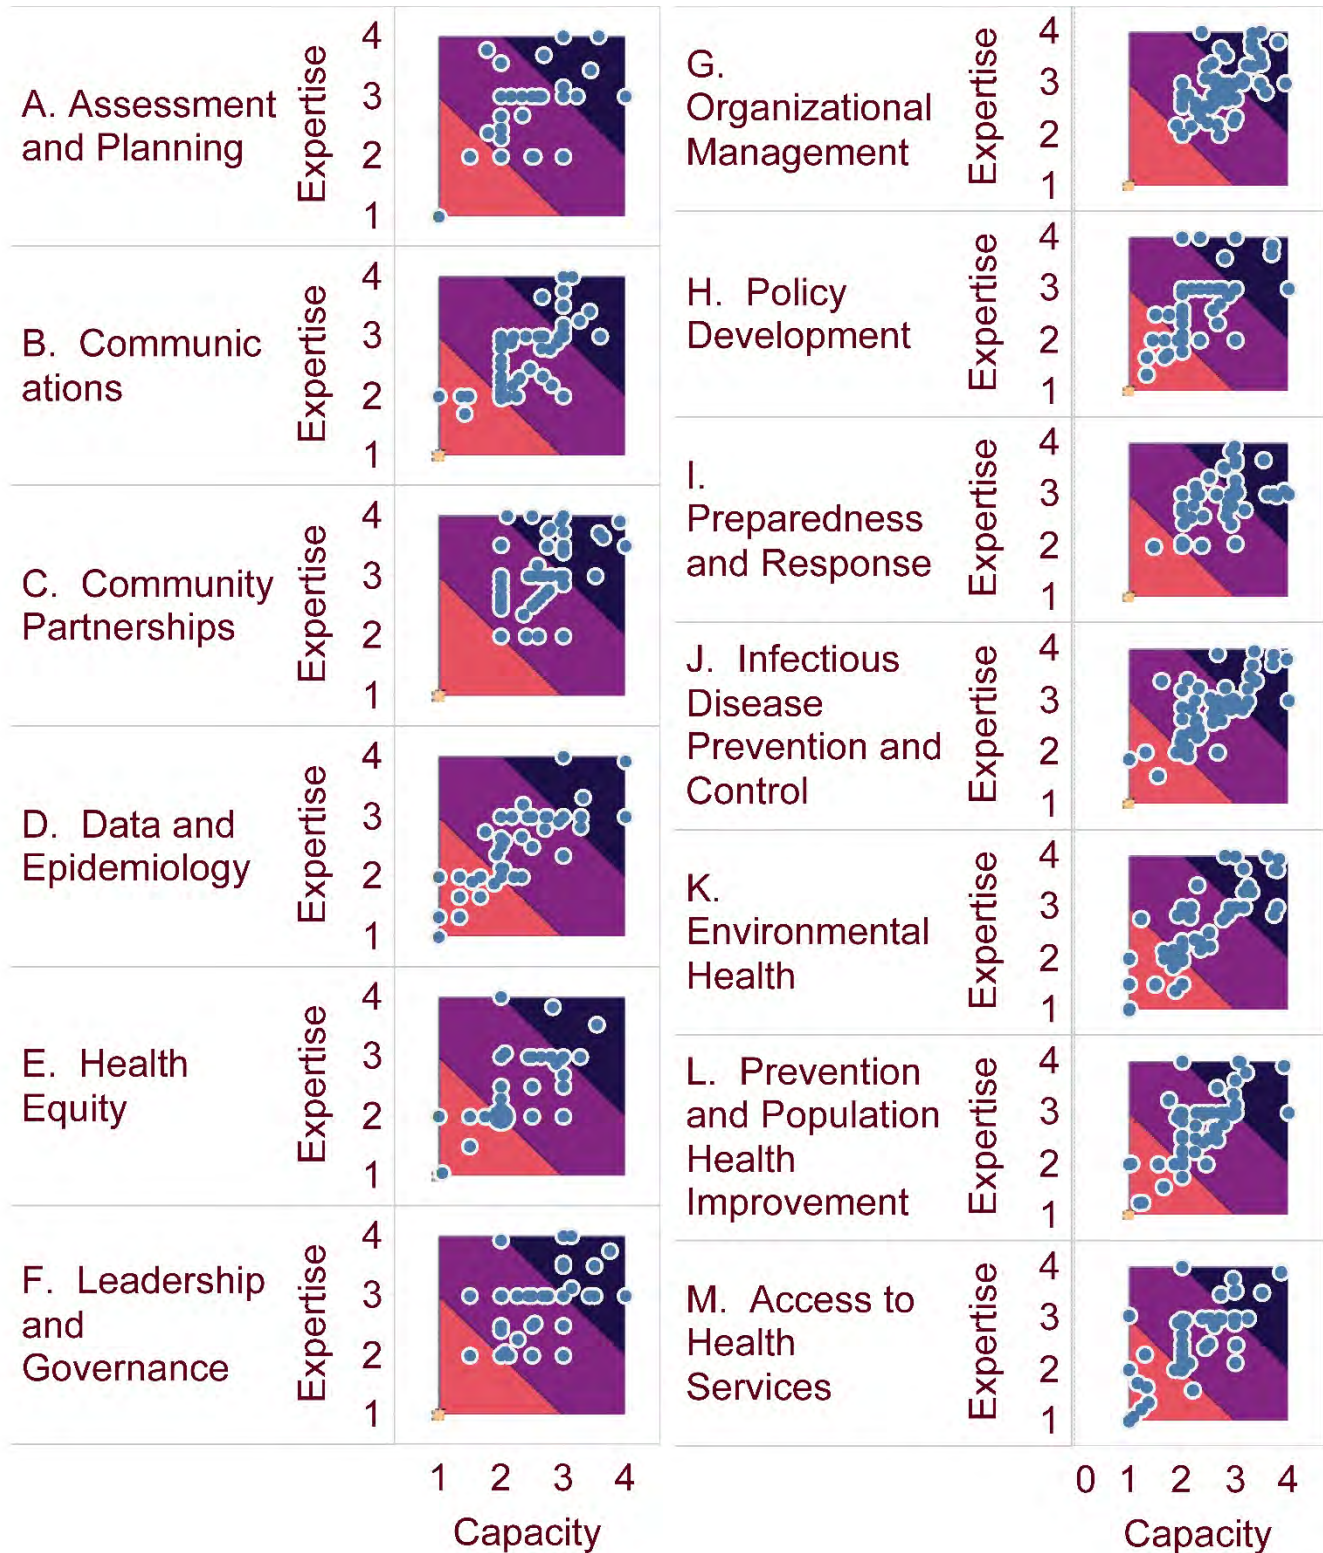 A. Assessment
and Planning
Expertise
4
3
2
1
B. Communic
ations
Expertise
4
3
2
1
C. Community
Partnerships
Expertise
4
3
2
1
D. Data and
Epidemiology
Expertise
4
3
2
1
E. Health
Equity
Expertise
4
3
2
1
F. Leadership
and
Governance
Expertise
4
3
2
1
1 2 3 4
Capacity
G.
Organizational
Management
Expertise
4
3
2
1
H. Policy
Development
Expertise
4
3
2
1
I.
Preparedness
and Response
Expertise
4
3
2
1
J. Infectious
Disease
Prevention and
Control
Expertise
4
3
2
1
K.
Environmental
Health
Expertise
4
3
2
1
L. Prevention
and Population
Health
Improvement
Expertise
4
3
2
1
M. Access to
Health
Services
Expertise
4
3
2
1
0 1 2 3 4
Capacity